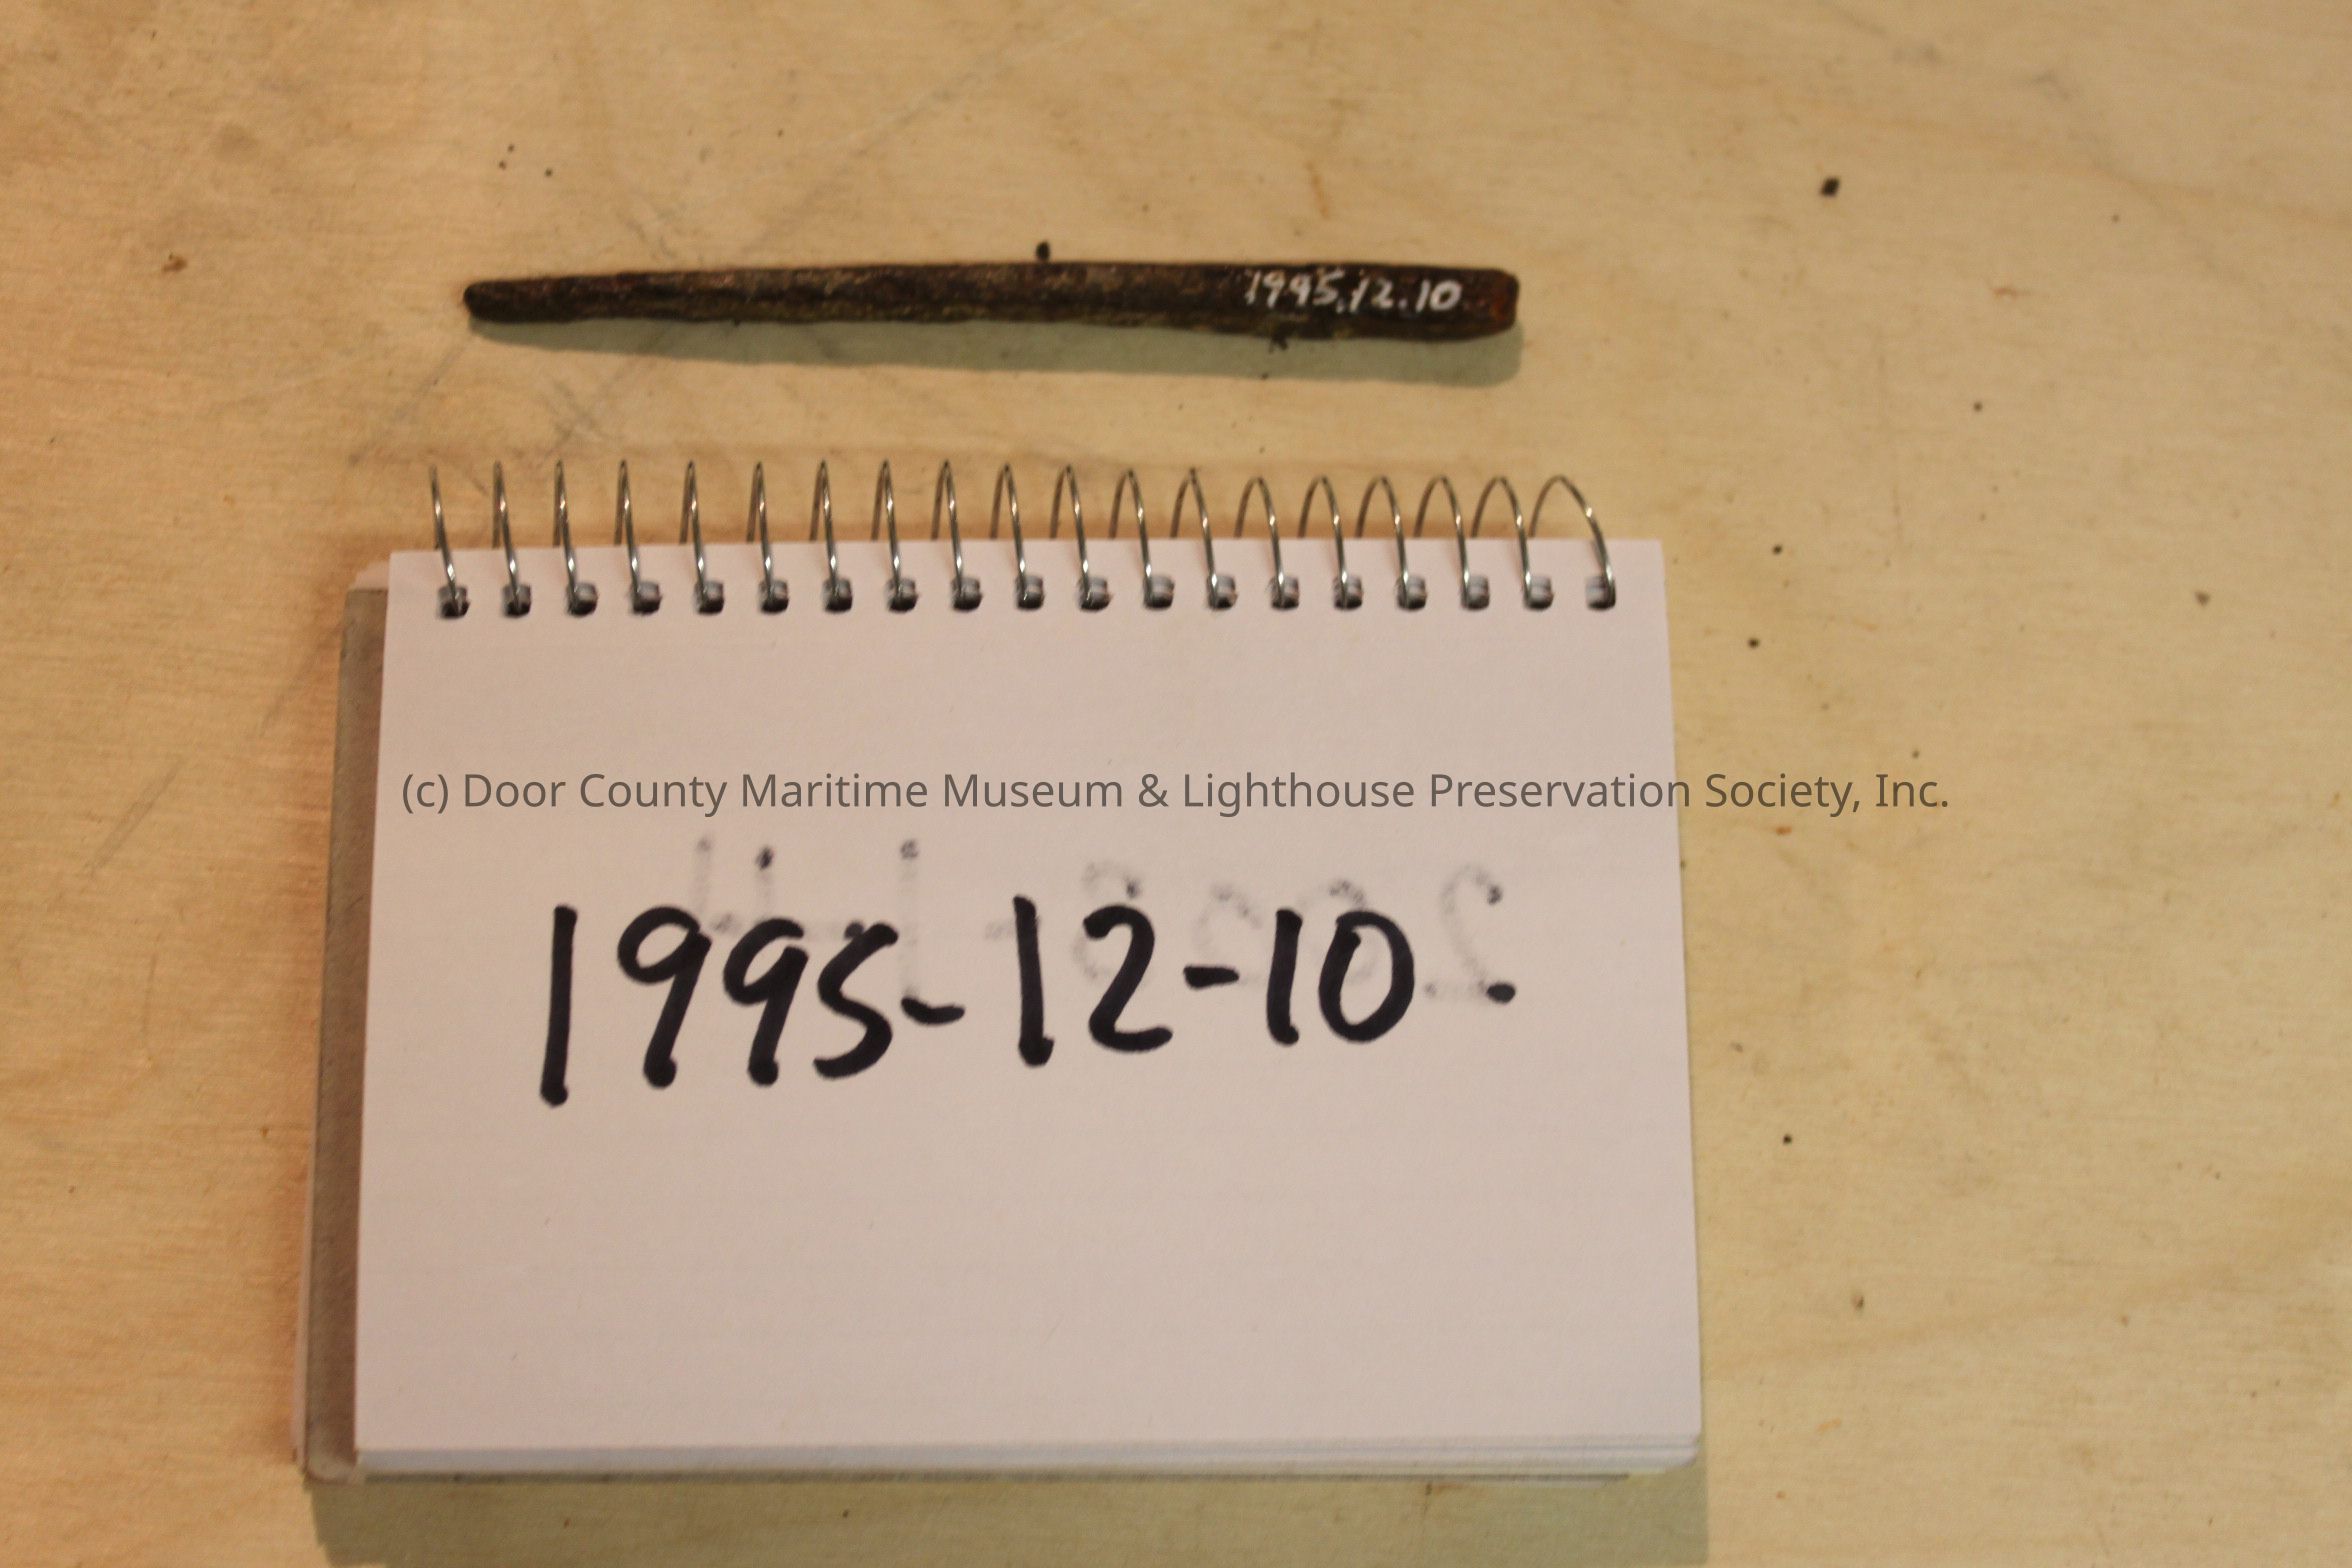 1995.12.10
(c) Door County Maritime Museum & Lighthouse Preservation Society, Inc.
1995-12-10-